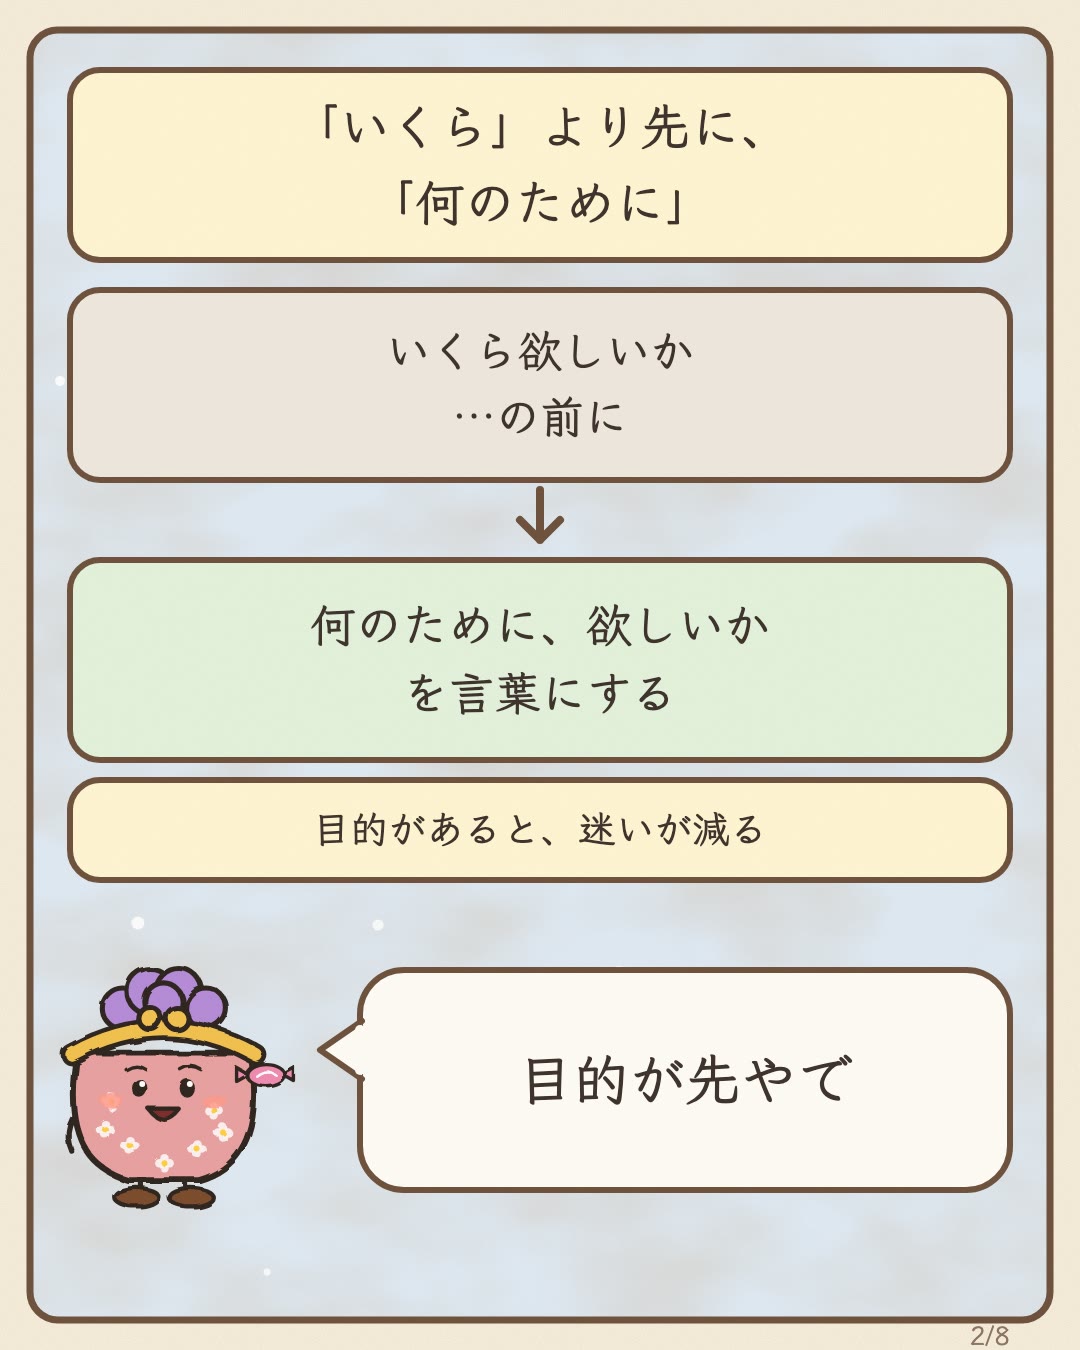 「いくら」より先に、
「何のために」
いくら欲しいか
…の前に
何のために、欲しいか
を言葉にする
目的があると、迷いが減る
目的が先やで
2/8